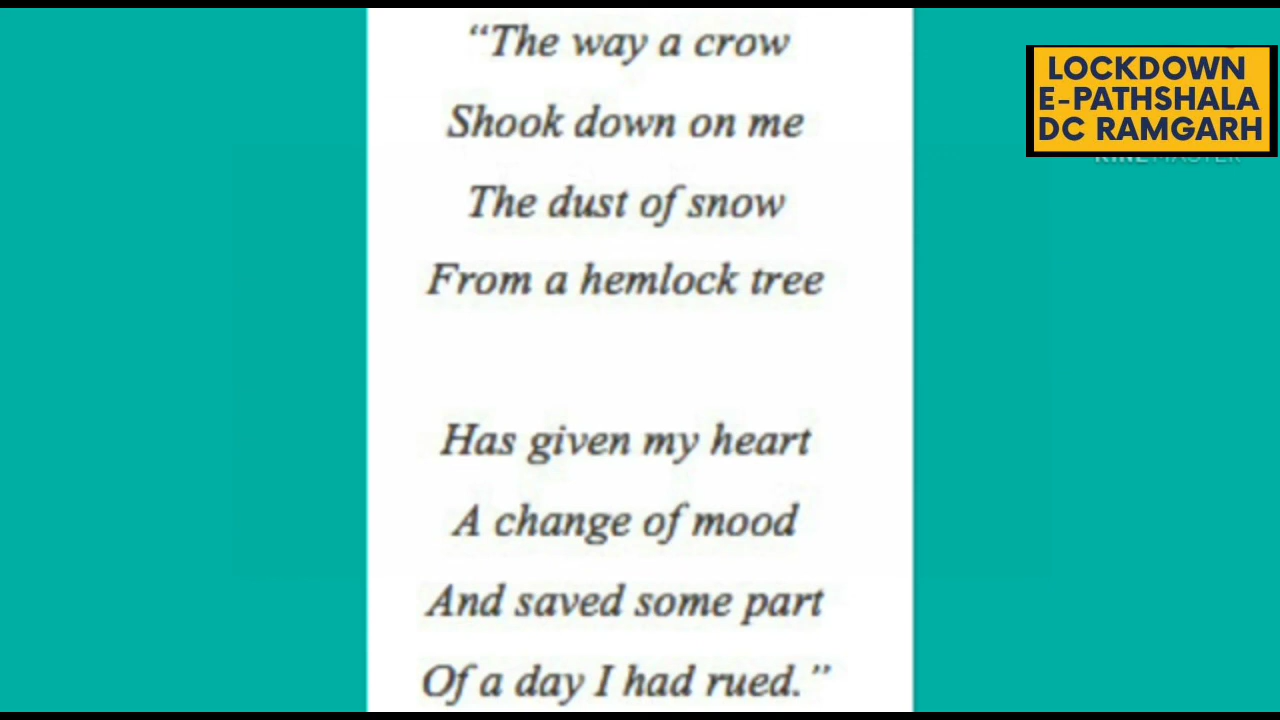 “The way a crow
Shook down on me
The dust of snow
From a hemlock tree
Has given my heart
A change of mood
And saved some part
Of a day I had rued.”
LOCKDOWN
E-PATHSHALA
DC RAMGARH
KINEMASTER